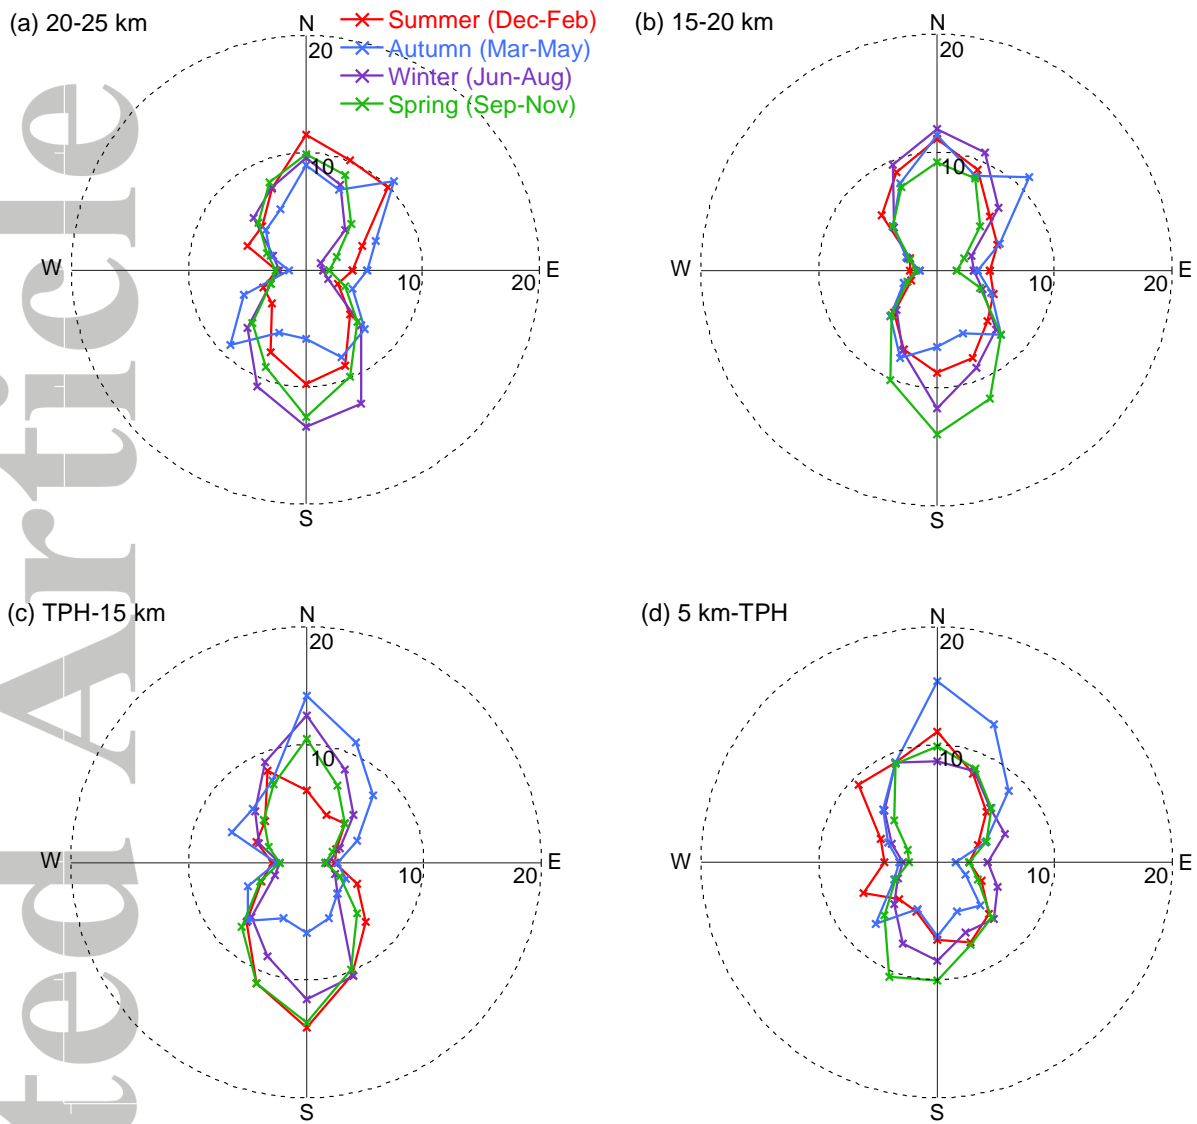 (a) 20-25 km
Summer (Dec-Feb)
Autumn (Mar-May)
Winter (Jun-Aug)
Spring (Sep-Nov)
20
10
W
10
20
E
S
(b) 15-20 km
N
20
10
W
10
20
E
S
(c) TPH-15 km
N
20
10
W
10
20
E
S
(d) 5 km-TPH
N
20
10
W
10
20
E
S
N
ted Article